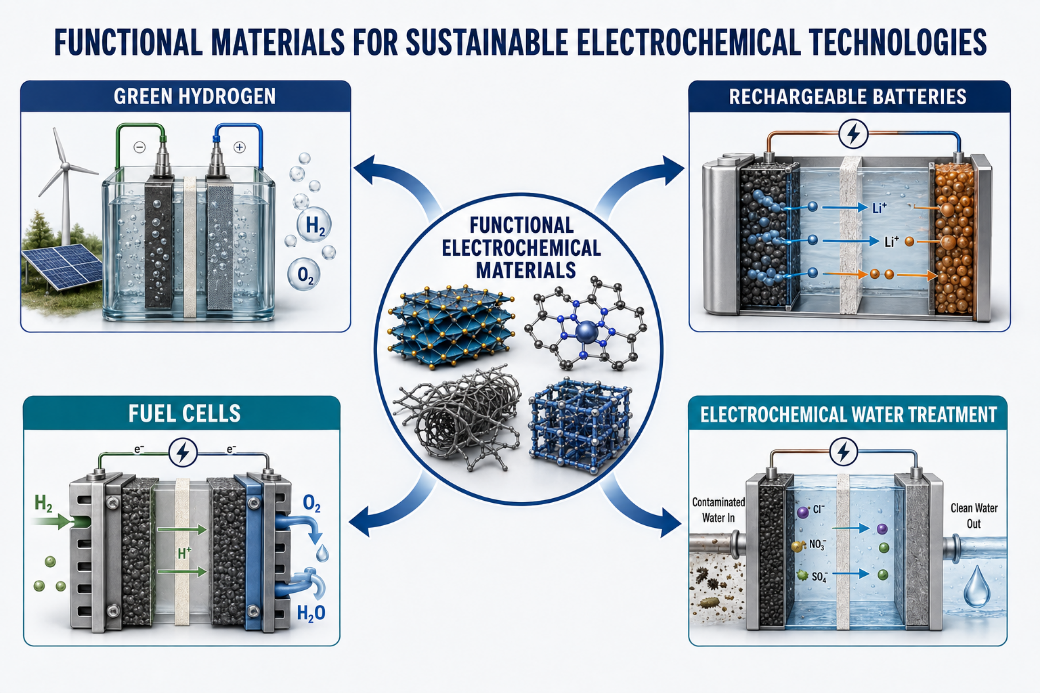 FUNCTIONAL MATERIALS FOR SUSTAINABLE ELECTROCHEMICAL TECHNOLOGIES
GREEN HYDROGEN
−
+
H₂
O₂
RECHARGEABLE BATTERIES
Li⁺
Li⁺
FUNCTIONAL
ELECTROCHEMICAL
MATERIALS
FUEL CELLS
e⁻
e⁻
H₂
H⁺
O₂
H₂O
ELECTROCHEMICAL WATER TREATMENT
Contaminated
Water In
Cl⁻
NO₃⁻
SO₄⁻
Clean Water
Out